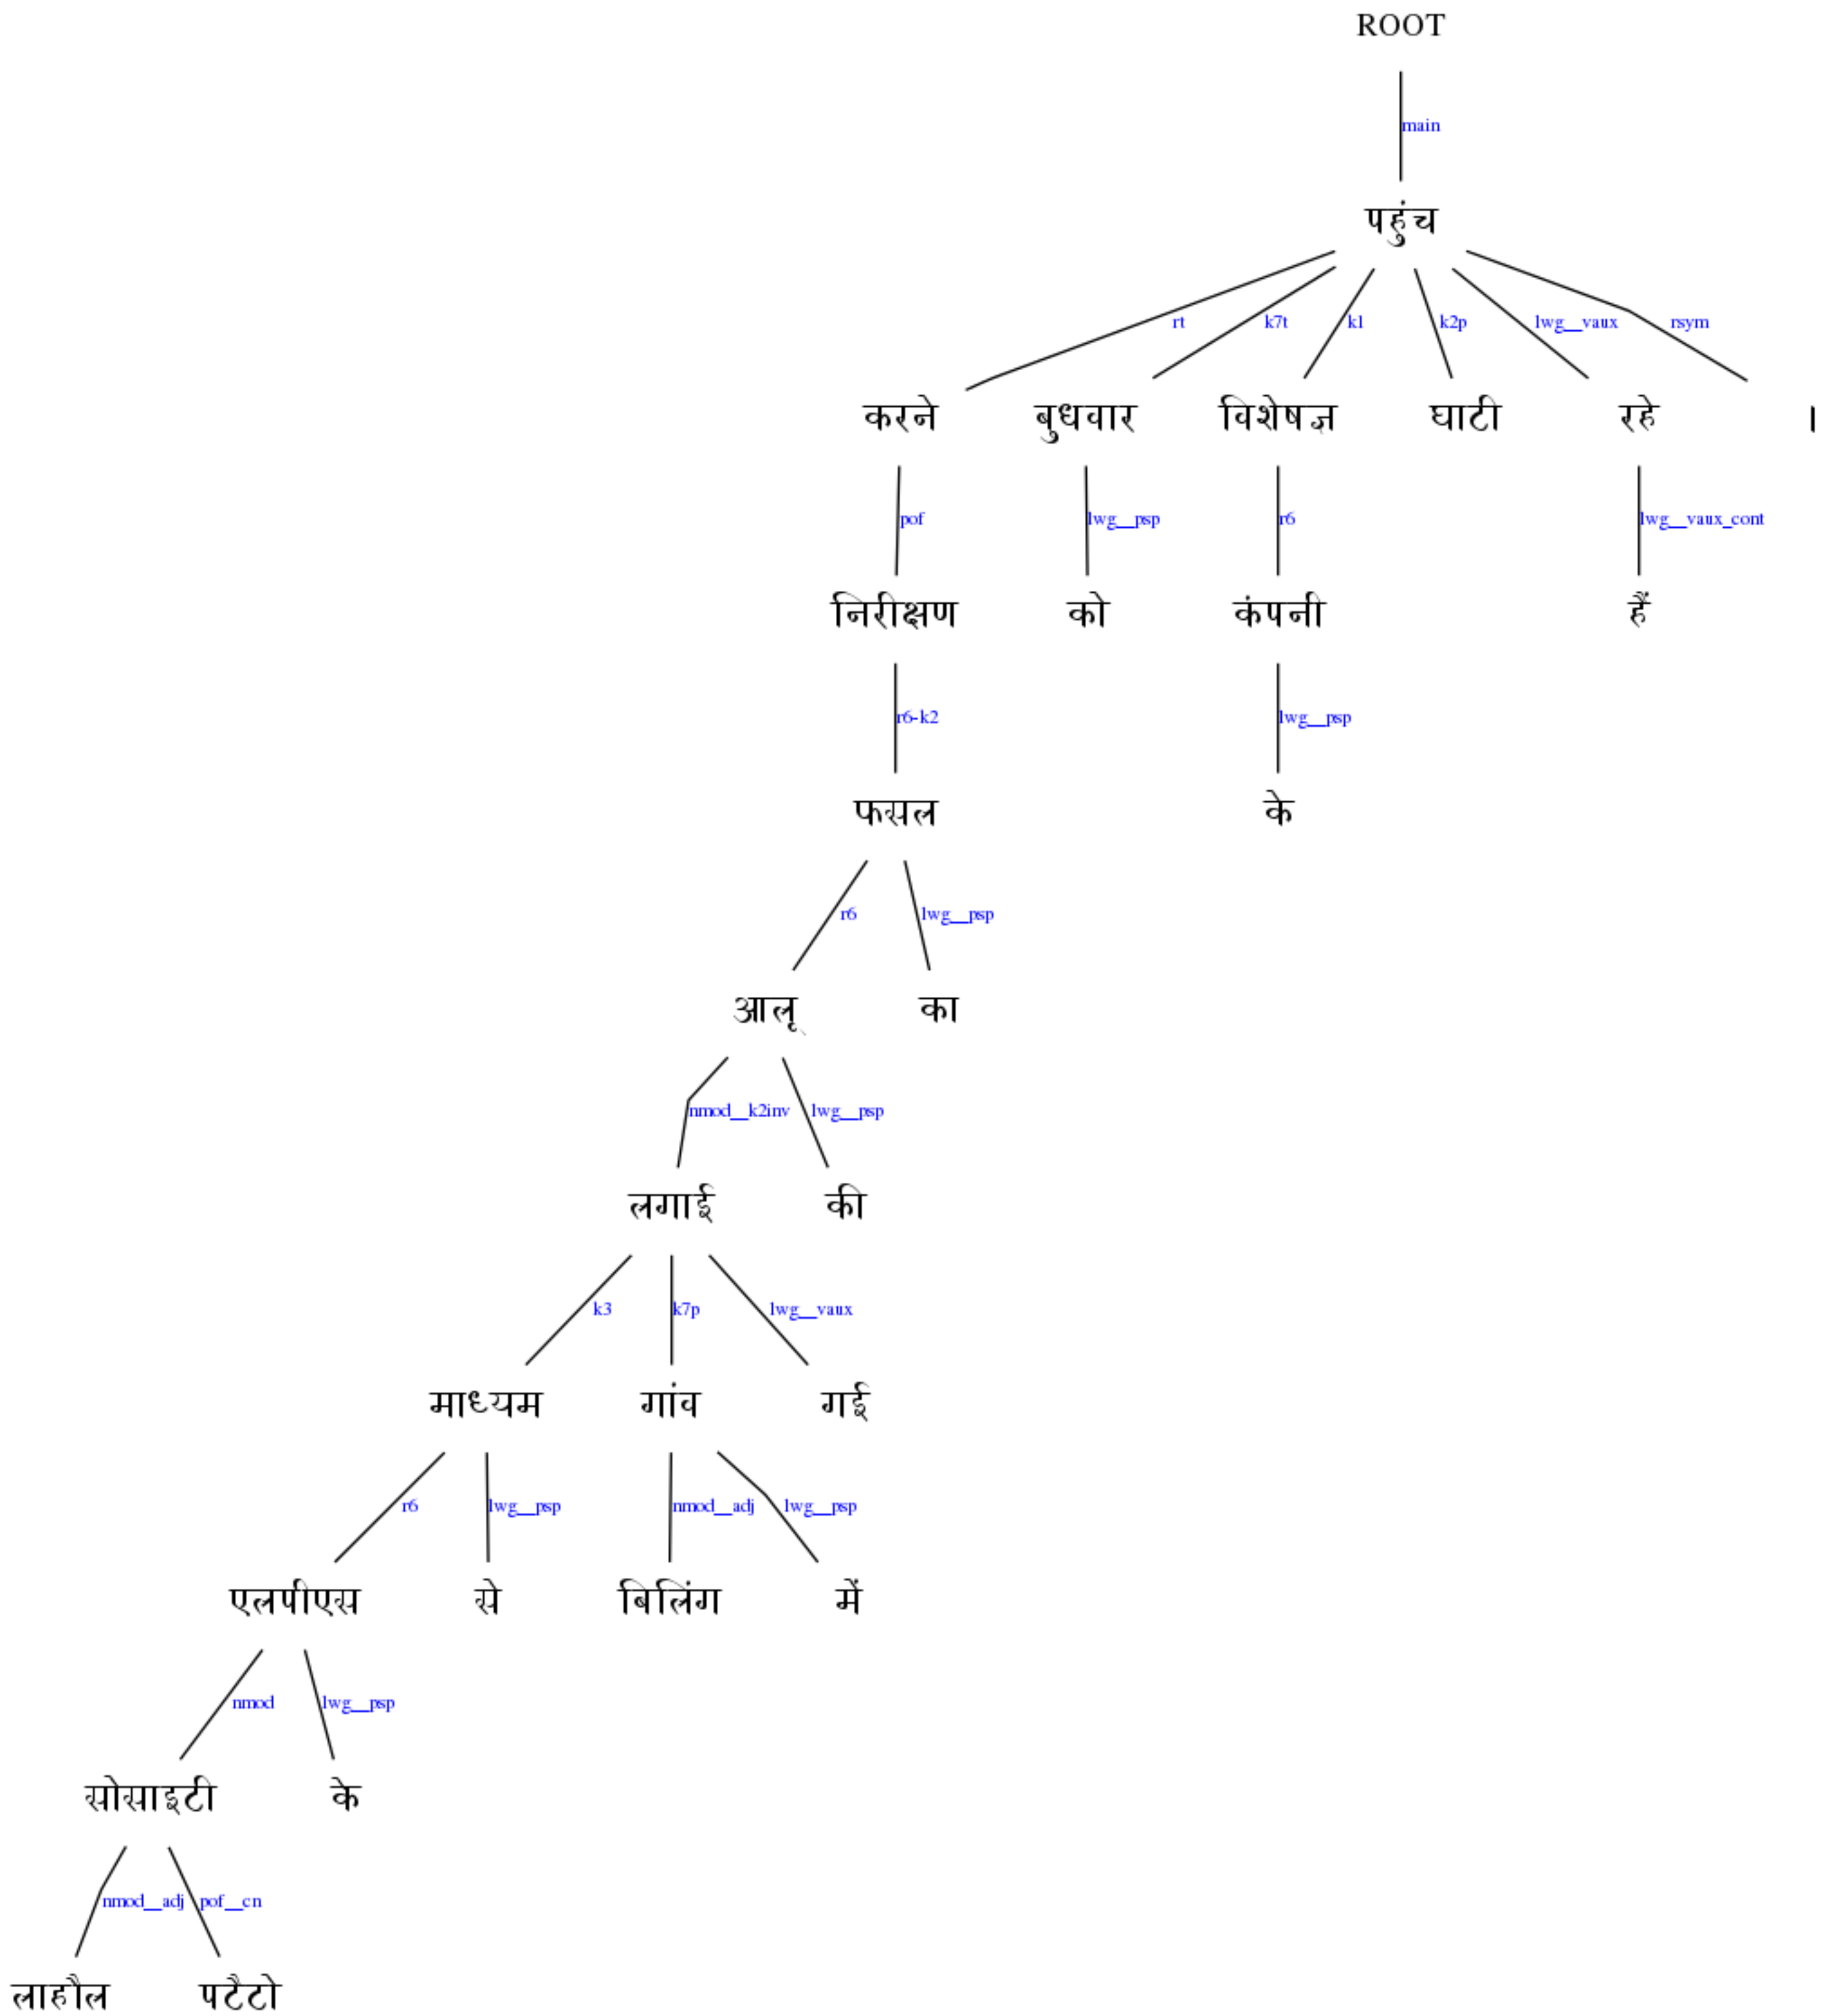 ROOT
main
पहुंच
rt k7t k1 k2p lwg__vaux rsym
करने बुधवार विशेषज्ञ घाटी रहे ।
pof lwg__psp r6 lwg__vaux_cont
निरीक्षण को कंपनी हैं
r6-k2 lwg__psp
फसल के
r6 lwg__psp
आलू का
nmod__k2inv lwg__psp
लगाई की
k3 k7p lwg__vaux
माध्यम गांव गई
r6 lwg__psp nmod__adj lwg__psp
एलपीएस से बिलिंग में
nmod lwg__psp
सोसाइटी के
nmod__adj pof__cn
लाहौल पटैटो